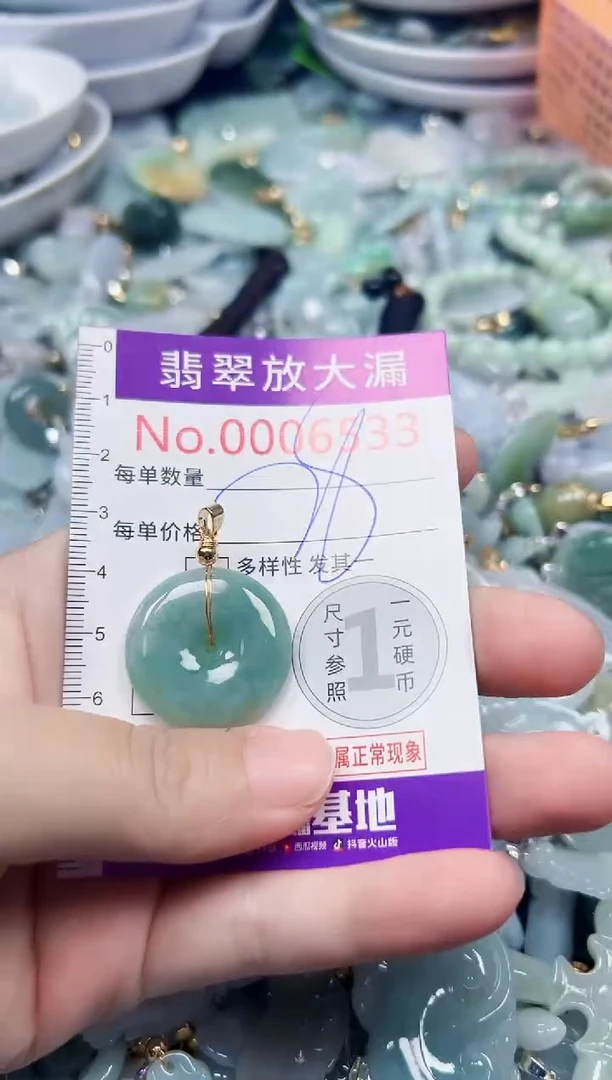 0
翡翠放大漏
1
No.0006533
2
每单数量
3
每单价格
4
多样性 发其一
尺寸参照
1
一元硬币
5
6
属正常现象
基地
西瓜视频 抖音火山版